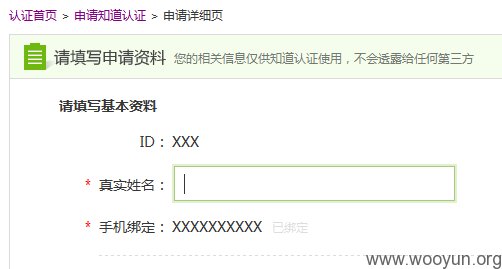 认证首页 > 申请知道认证 > 申请详细页
请填写申请资料 您的相关信息仅供知道认证使用，不会透露给任何第三方
请填写基本资料
ID： XXX
* 真实姓名：
* 手机绑定： XXXXXXXXXX 已绑定
www.wooyun.org